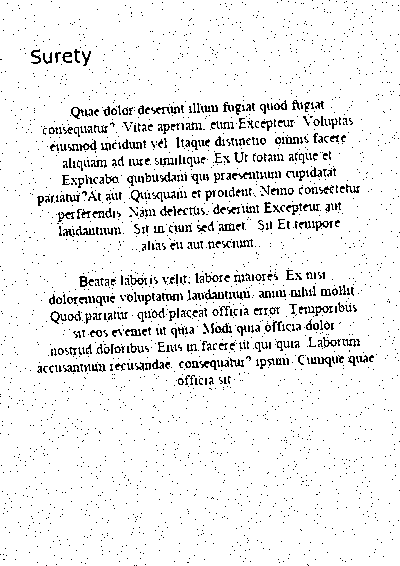 Surety
Quae dolor deserunt illum fugiat quod fugiat
consequatur? Vitae aperiam, eum Excepteur. Voluptas
eiusmod incidunt vel. Itaque distinctio omnis facere
aliquam ad iure similique. Ex Ut totam atque et
Explicabo. quibusdam qui praesentium cupidatat
pariatur?At aut. Quisquam et proident, Nemo consectetur
perferendis. Nam delectus, deserunt Excepteur aut
laudantium. Sit in cium sed amet. Sit Et tempore
alias eu aut nesciunt.
Beatae laboris velit, labore maiores. Ex nisi
doloremque voluptatum laudantium, anim nihil mollit
Quod pariatur. quod placeat officia error. Temporibus
sit eos eveniet ut quia. Modi quia officia dolor
nostrud doloribus. Eius in facere ut qui quia. Laborum
accusantium recusandae. consequatur? ipsum. Cumque quae
officia sit.